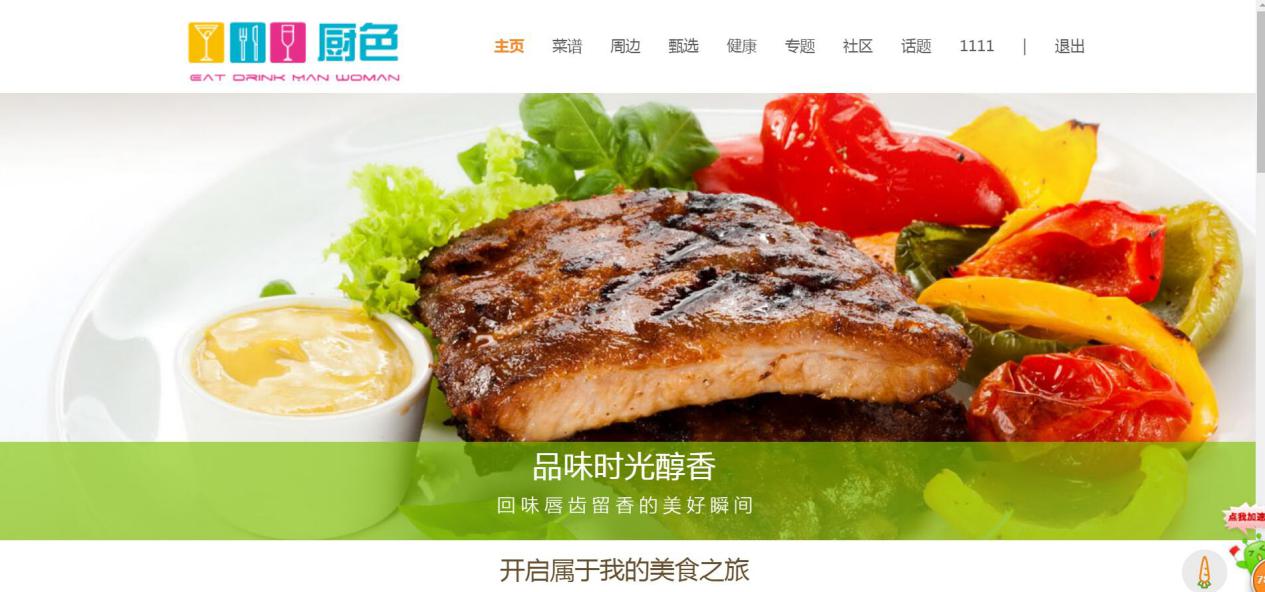 厨色
EAT DRINK MAN WOMAN
主页 菜谱 周边 甄选 健康 专题 社区 话题 1111 | 退出
品味时光醇香
回味唇齿留香的美好瞬间
开启属于我的美食之旅
点我加速